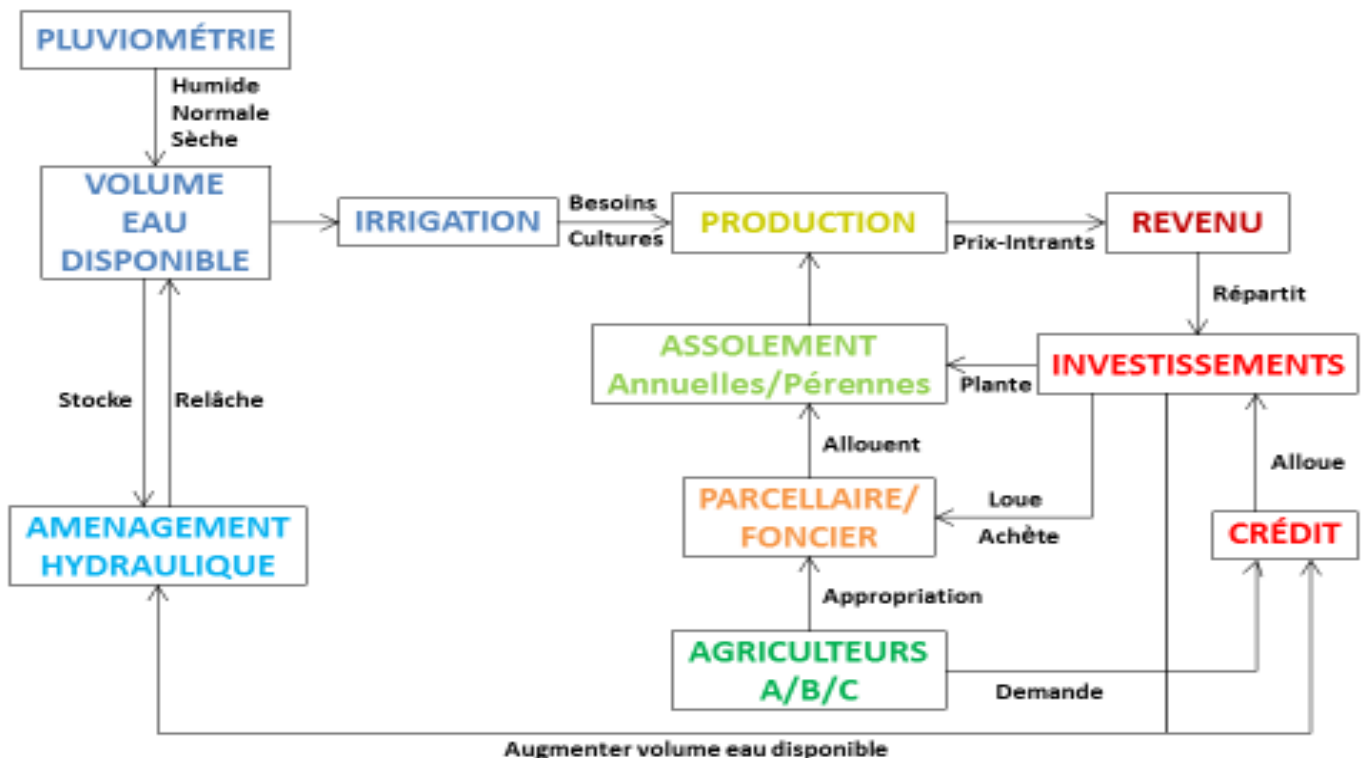 PLUVIOMÉTRIE
Humide
Normale
Sèche
VOLUME
EAU
DISPONIBLE
IRRIGATION
Besoins
Cultures
PRODUCTION
Prix-Intrants
REVENU
Répartit
ASSOLEMENT
Annuelles/Pérennes
Plante
INVESTISSEMENTS
Stocke
Relâche
Allouent
Alloue
PARCELLAIRE/
FONCIER
Loue
Achète
CRÉDIT
AMENAGEMENT
HYDRAULIQUE
Appropriation
AGRICULTEURS
A/B/C
Demande
Augmenter volume eau disponible